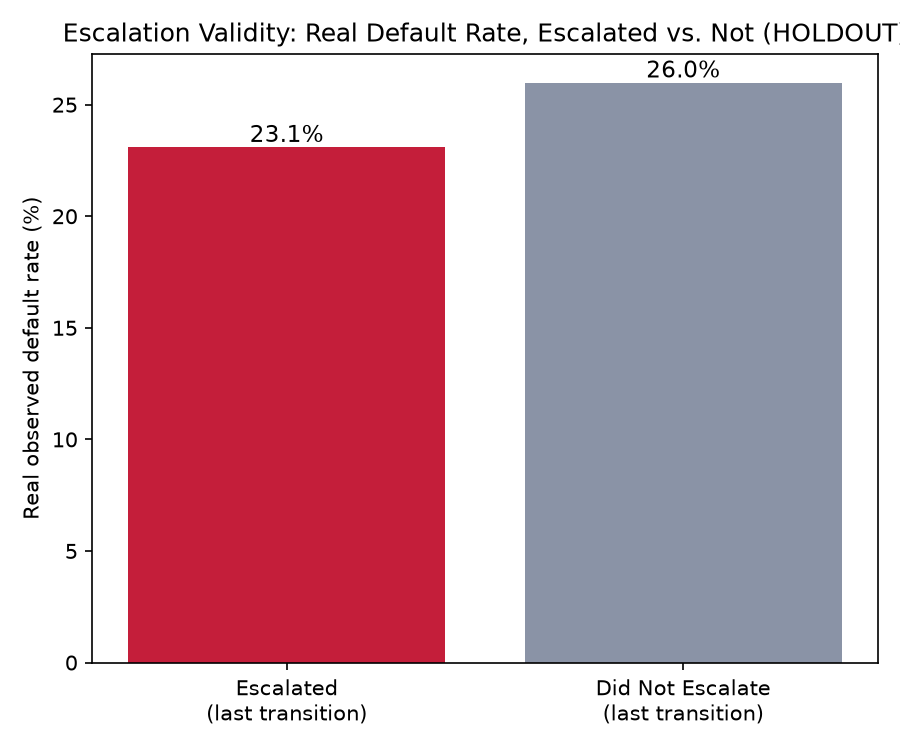 Escalation Validity: Real Default Rate, Escalated vs. Not (HOLDOUT)
26.0%
23.1%
25
20
15
10
5
0
Real observed default rate (%)
Escalated
(last transition)
Did Not Escalate
(last transition)